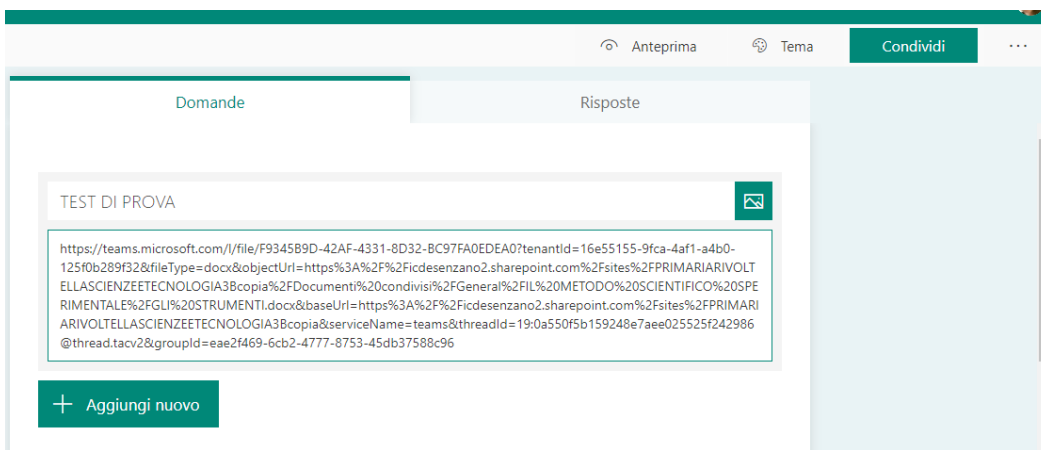 Anteprima
Tema
Condividi
...
Domande
Risposte
TEST DI PROVA
https://teams.microsoft.com/l/file/F9345B9D-42AF-4331-8D32-BC97FA0EDEA0?tenantId=16e55155-9fca-4af1-a4b0-
125f0b289f32&fileType=docx&objectUrl=https%3A%2F%2Ficdesenzano2.sharepoint.com%2Fsites%2FPRIMARIARIVOLT
ELLASCIENZEETECNOLOGIA3Bcopia%2FDocumenti%20condivisi%2FGeneral%2FIL%20METODO%20SCIENTIFICO%20SPE
RIMENTALE%2FGLI%20STRUMENTI.docx&baseUrl=https%3A%2F%2Ficdesenzano2.sharepoint.com%2Fsites%2FPRIMARI
ARIVOLTELLASCIENZEETECNOLOGIA3Bcopia&serviceName=teams&threadId=19:0a550f5b159248e7aee025525f242986
@thread.tacv2&groupId=eae2f469-6cb2-4777-8753-45db37588c96
+ Aggiungi nuovo